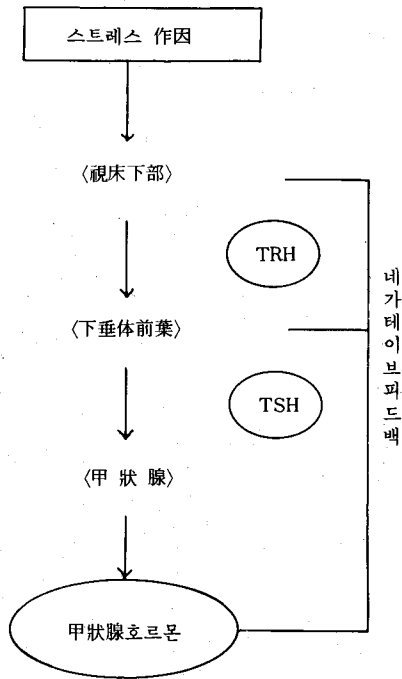 스트레스 作因
〈視床下部〉
TRH
〈下垂体前葉〉
TSH
〈甲 狀 腺〉
甲狀腺호르몬
네가테이브피드백